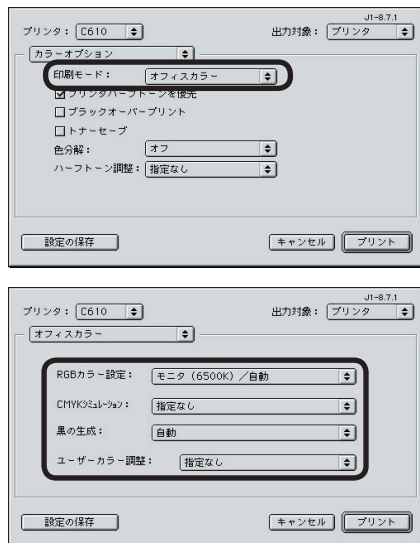 J1-8.7.1
プリンタ： C610 出力対象： プリンタ
カラーオプション
印刷モード： オフィスカラー
プリンタハーフトーンを優先
ブラックオーバープリント
トナーセーブ
色分解： オフ
ハーフトーン調整： 指定なし
設定の保存 キャンセル プリント
J1-8.7.1
プリンタ： C610 出力対象： プリンタ
オフィスカラー
RGBカラー設定： モニタ（6500K）／自動
CMYKシミュレーション： 指定なし
黒の生成： 自動
ユーザーカラー調整： 指定なし
設定の保存 キャンセル プリント